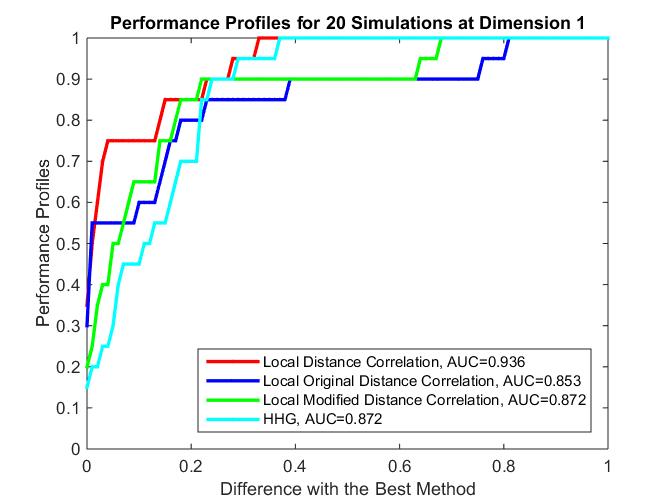 Performance Profiles for 20 Simulations at Dimension 1
Performance Profiles
1
0.9
0.8
0.7
0.6
0.5
0.4
0.3
0.2
0.1
0
Local Distance Correlation, AUC=0.936
Local Original Distance Correlation, AUC=0.853
Local Modified Distance Correlation, AUC=0.872
HHG, AUC=0.872
0 0.2 0.4 0.6 0.8 1
Difference with the Best Method